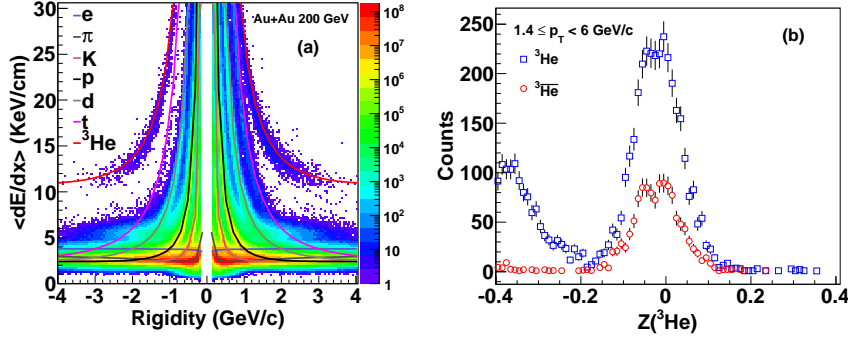 Au+Au 200 GeV
(a)
e
π
K
p
d
t
³He
<dE/dx> (KeV/cm)
30
25
20
15
10
5
0
-4 -3 -2 -1 0 1 2 3 4
Rigidity (GeV/c)
10⁸
10⁷
10⁶
10⁵
10⁴
10³
10²
10
1
(b)
1.4 ≤ p_T < 6 GeV/c
³He
³H̅e̅
Counts
250
200
150
100
50
0
-0.4 -0.2 0 0.2 0.4
Z(³He)